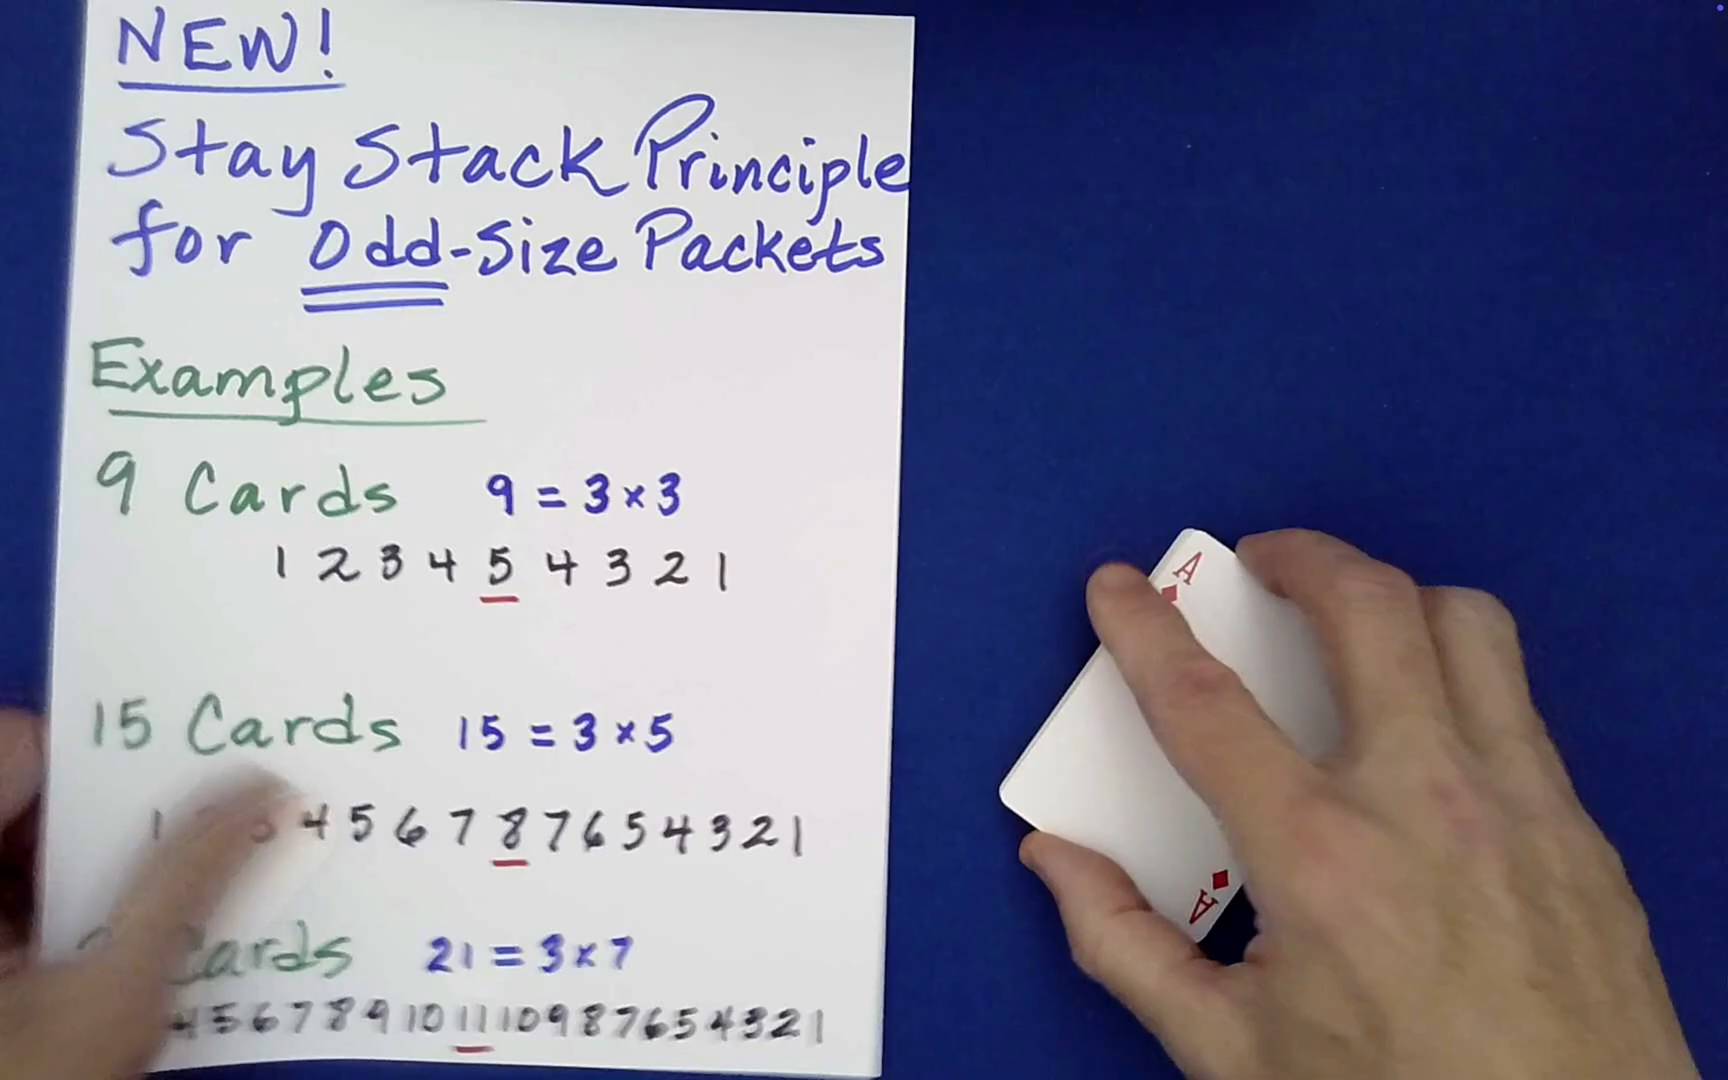 NEW!
Stay Stack Principle
for Odd-Size Packets
Examples
9 Cards 9 = 3 × 3
1 2 3 4 5 4 3 2 1
15 Cards 15 = 3 × 5
1 4 5 6 7 8 7 6 5 4 3 2 1
Cards 21 = 3 × 7
4 5 6 7 8 9 10 11 10 9 8 7 6 5 4 3 2 1
A
A